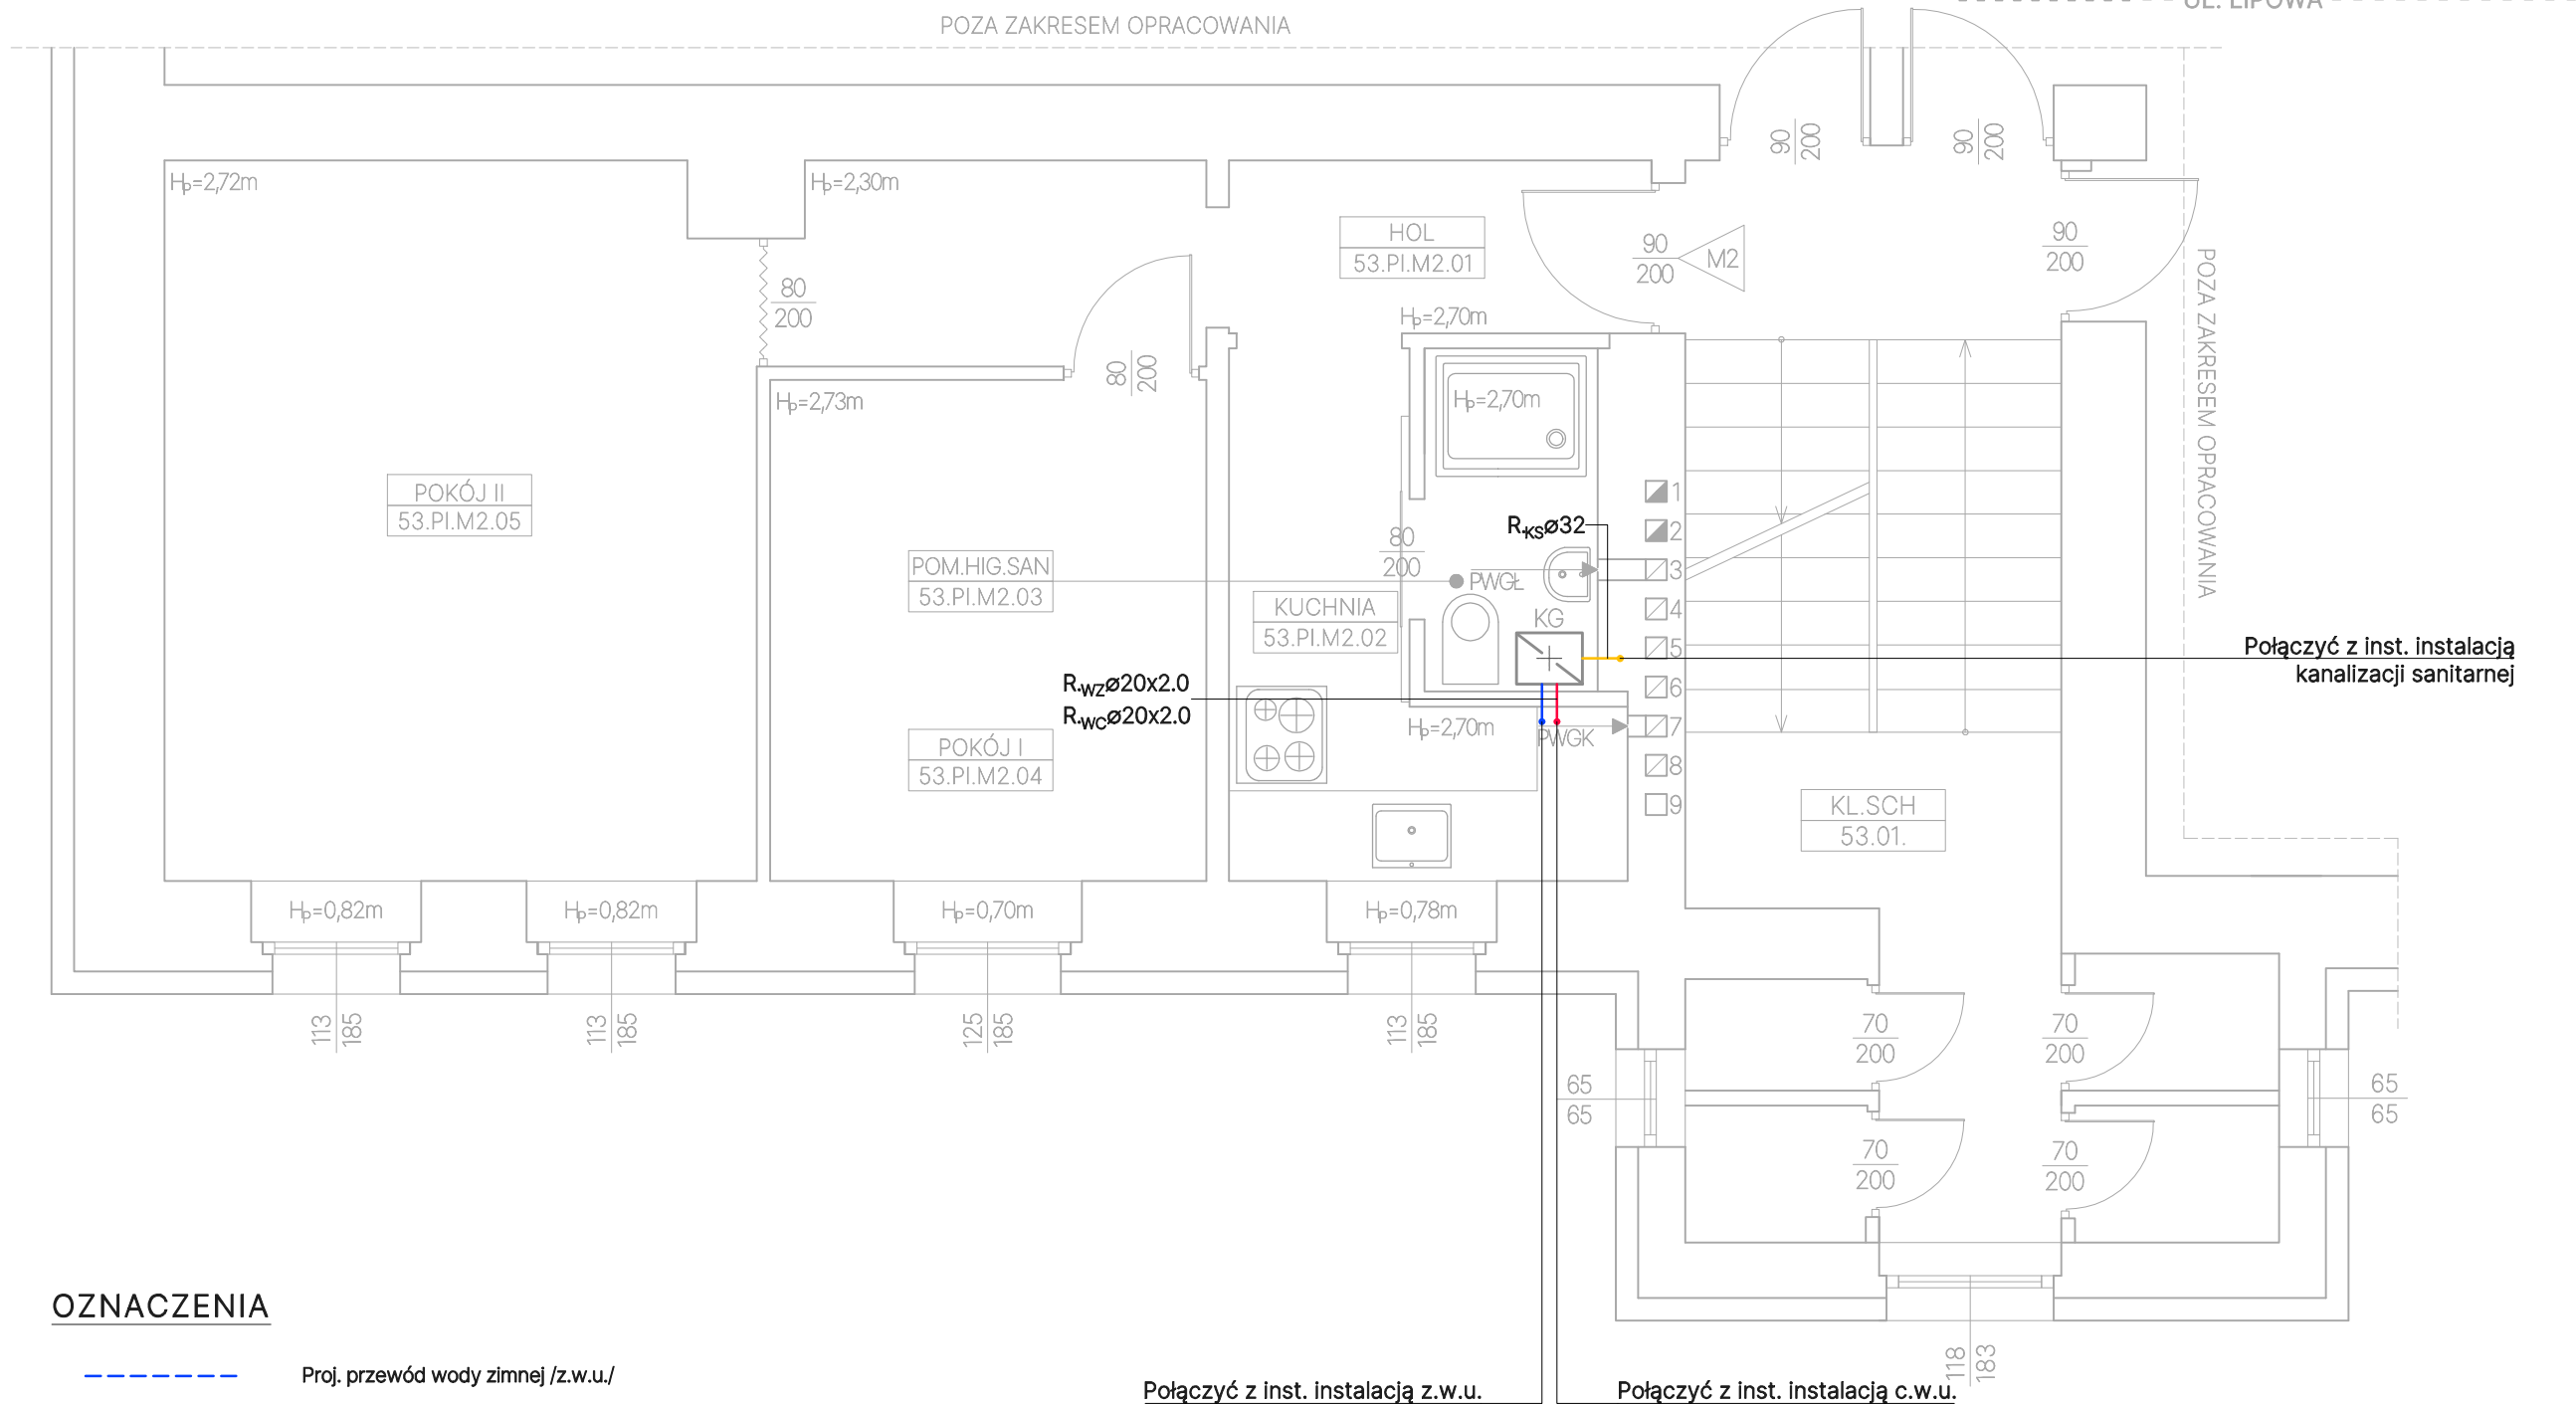 POZA ZAKRESEM OPRACOWANIA
UL. LIPOWA
90
200
90
200
Hp=2,72m
Hp=2,30m
HOL
53.PI.M2.01
90
200
M2
90
200
POZA ZAKRESEM OPRACOWANIA
80
200
Hp=2,70m
80
200
Hp=2,73m
Hp=2,70m
POKÓJ II
53.PI.M2.05
1
2
R.KSø32
80
200
3
PWGŁ
POM.HIG.SAN
53.PI.M2.03
KUCHNIA
53.PI.M2.02
KG
4
5
Połączyć z inst. instalacją
kanalizacji sanitarnej
R.WZø20x2.0
R.WCø20x2.0
6
7
Hp=2,70m
PWGK
POKÓJ I
53.PI.M2.04
8
9
KL.SCH
53.01.
Hp=0,82m
Hp=0,82m
Hp=0,70m
Hp=0,78m
113
185
113
185
125
185
113
185
70
200
70
200
65
65
65
65
70
200
70
200
118
183
OZNACZENIA
Proj. przewód wody zimnej /z.w.u./
Połączyć z inst. instalacją z.w.u.
Połączyć z inst. instalacją c.w.u.